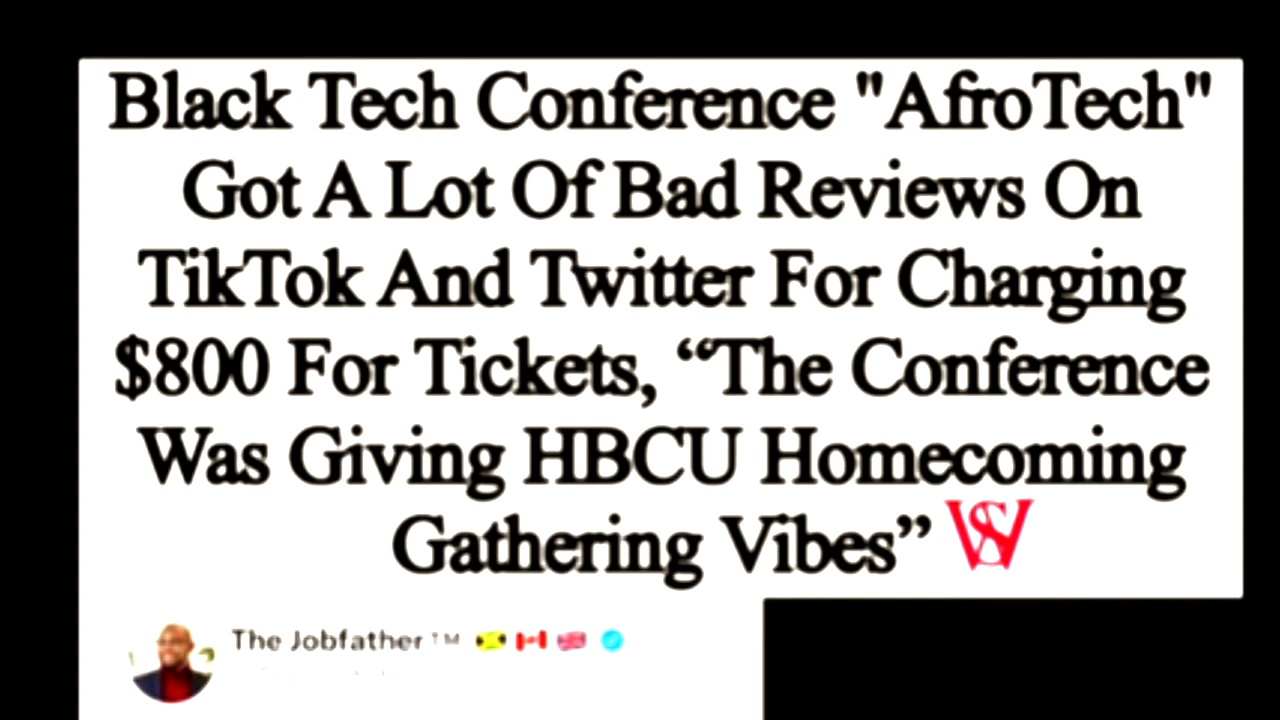 Black Tech Conference "AfroTech"
Got A Lot Of Bad Reviews On
TikTok And Twitter For Charging
$800 For Tickets, “The Conference
Was Giving HBCU Homecoming
Gathering Vibes”
The Jobfather™